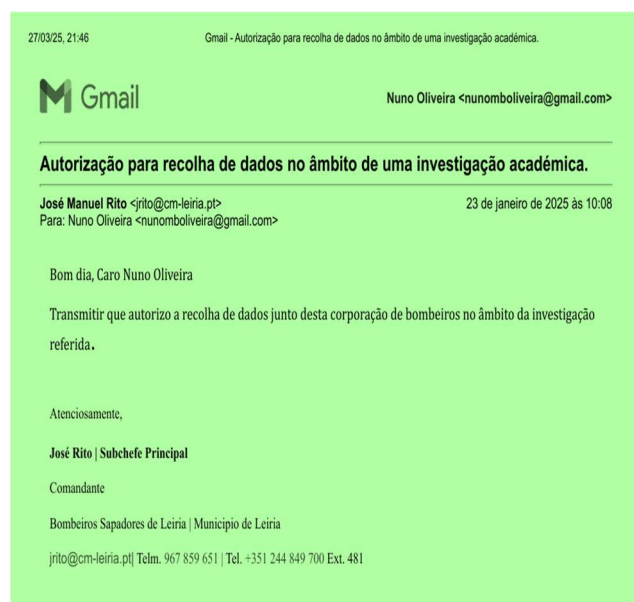 27/03/25, 21:46 Gmail - Autorização para recolha de dados no âmbito de uma investigação académica.
Gmail Nuno Oliveira <nunomboliveira@gmail.com>
Autorização para recolha de dados no âmbito de uma investigação académica.
José Manuel Rito <jrito@cm-leiria.pt> 23 de janeiro de 2025 às 10:08
Para: Nuno Oliveira <nunomboliveira@gmail.com>
Bom dia, Caro Nuno Oliveira
Transmitir que autorizo a recolha de dados junto desta corporação de bombeiros no âmbito da investigação
referida.
Atenciosamente,
José Rito | Subchefe Principal
Comandante
Bombeiros Sapadores de Leiria | Municipio de Leiria
jrito@cm-leiria.pt| Telm. 967 859 651 | Tel. +351 244 849 700 Ext. 481